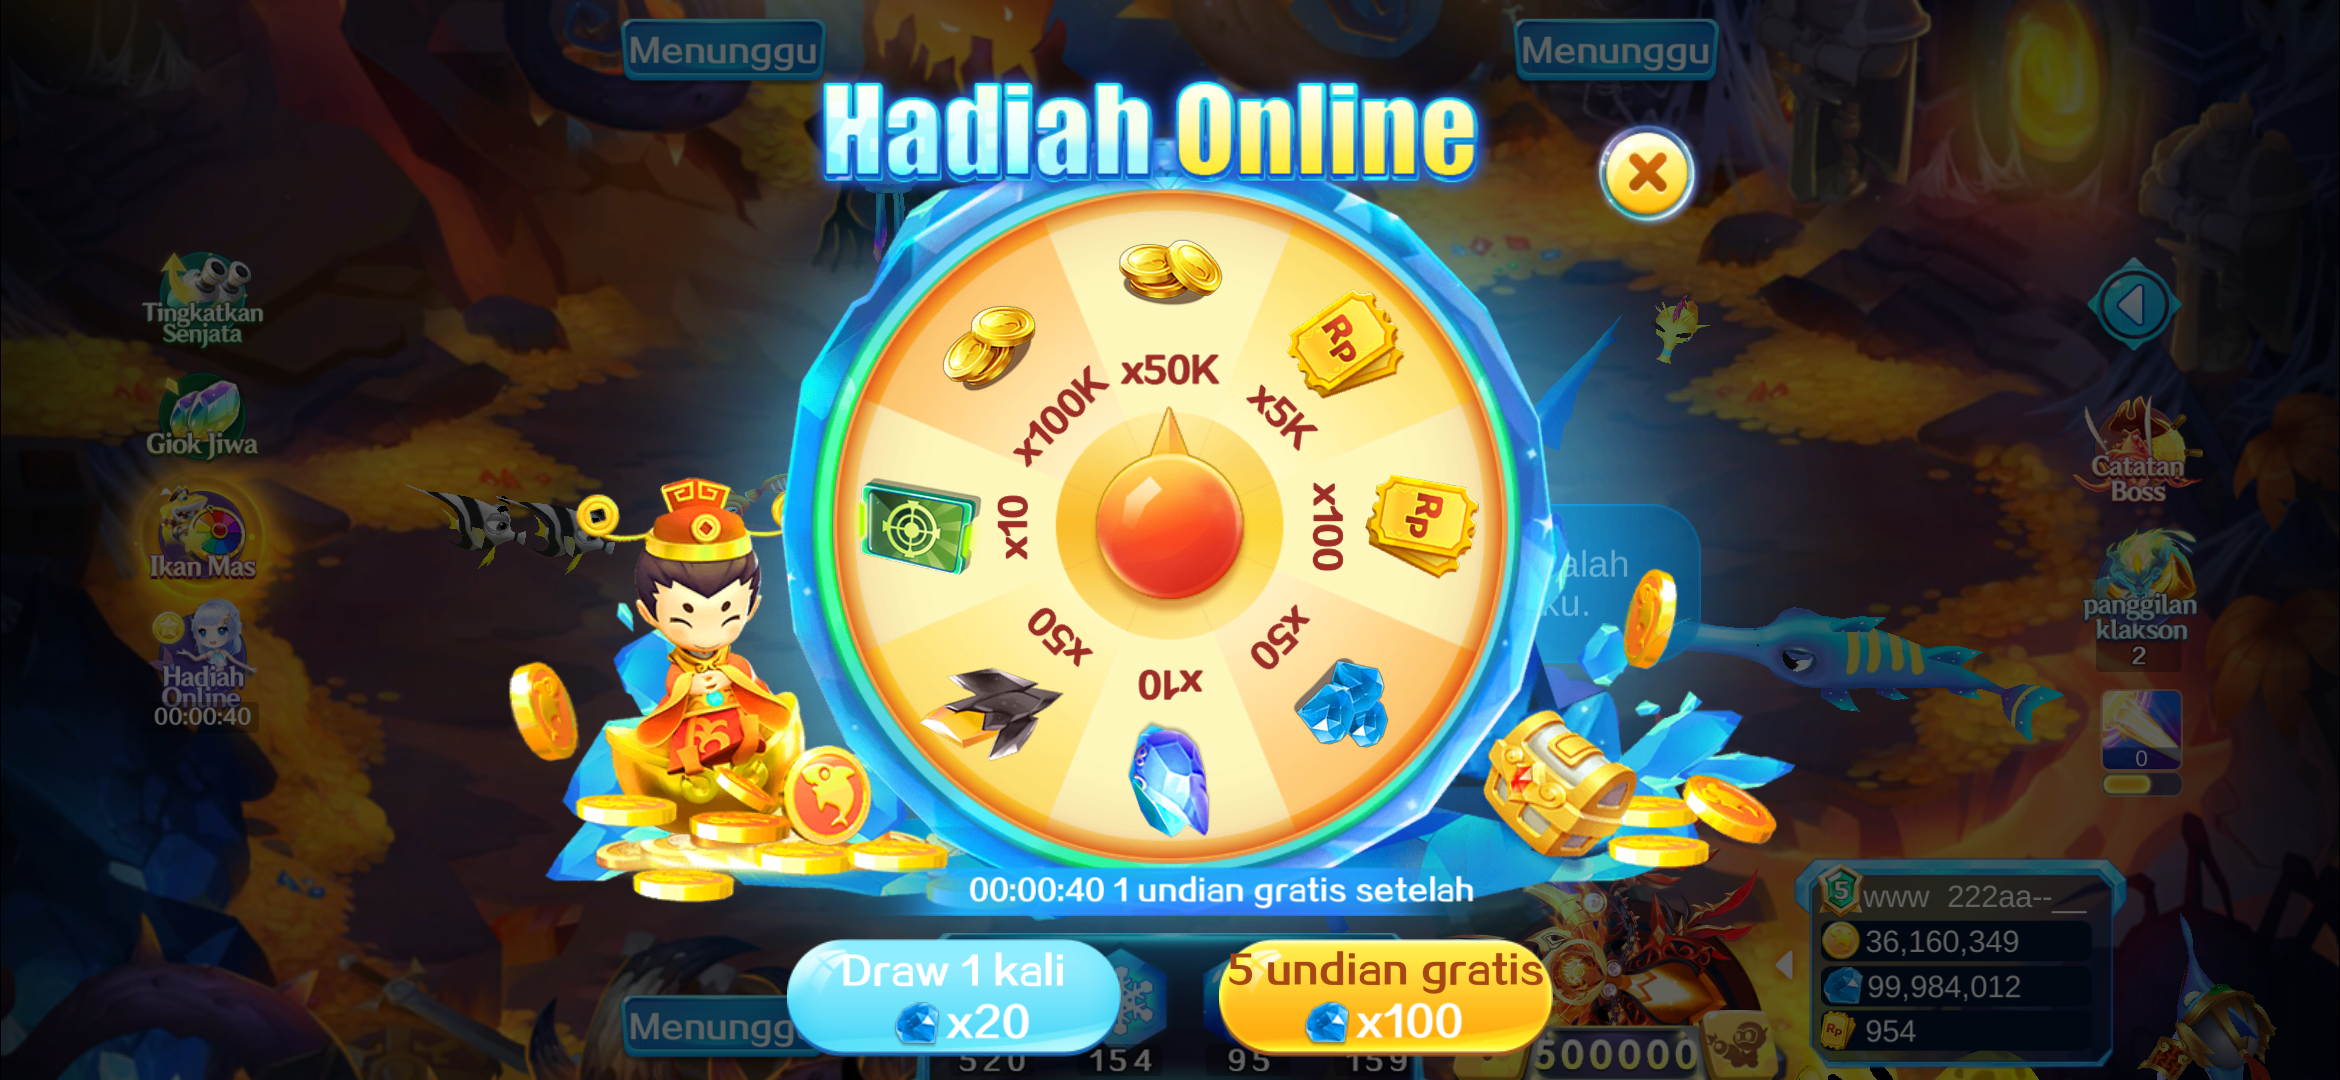 Menunggu
Menunggu
Hadiah Online
Tingkatkan
Senjata
Giok Jiwa
Ikan Mas
Hadiah
Online
00:00:40
x50K
x5K
x100
x50
x10
x50
x10
x100K
Rp
Rp
alah
ku.
Catatan
Boss
panggilan
klakson
2
0
00:00:40 1 undian gratis setelah
Draw 1 kali
x20
5 undian gratis
x100
Menungg
520
154
95
159
500000
5
www 222aa--__
36,160,349
99,984,012
Rp
954